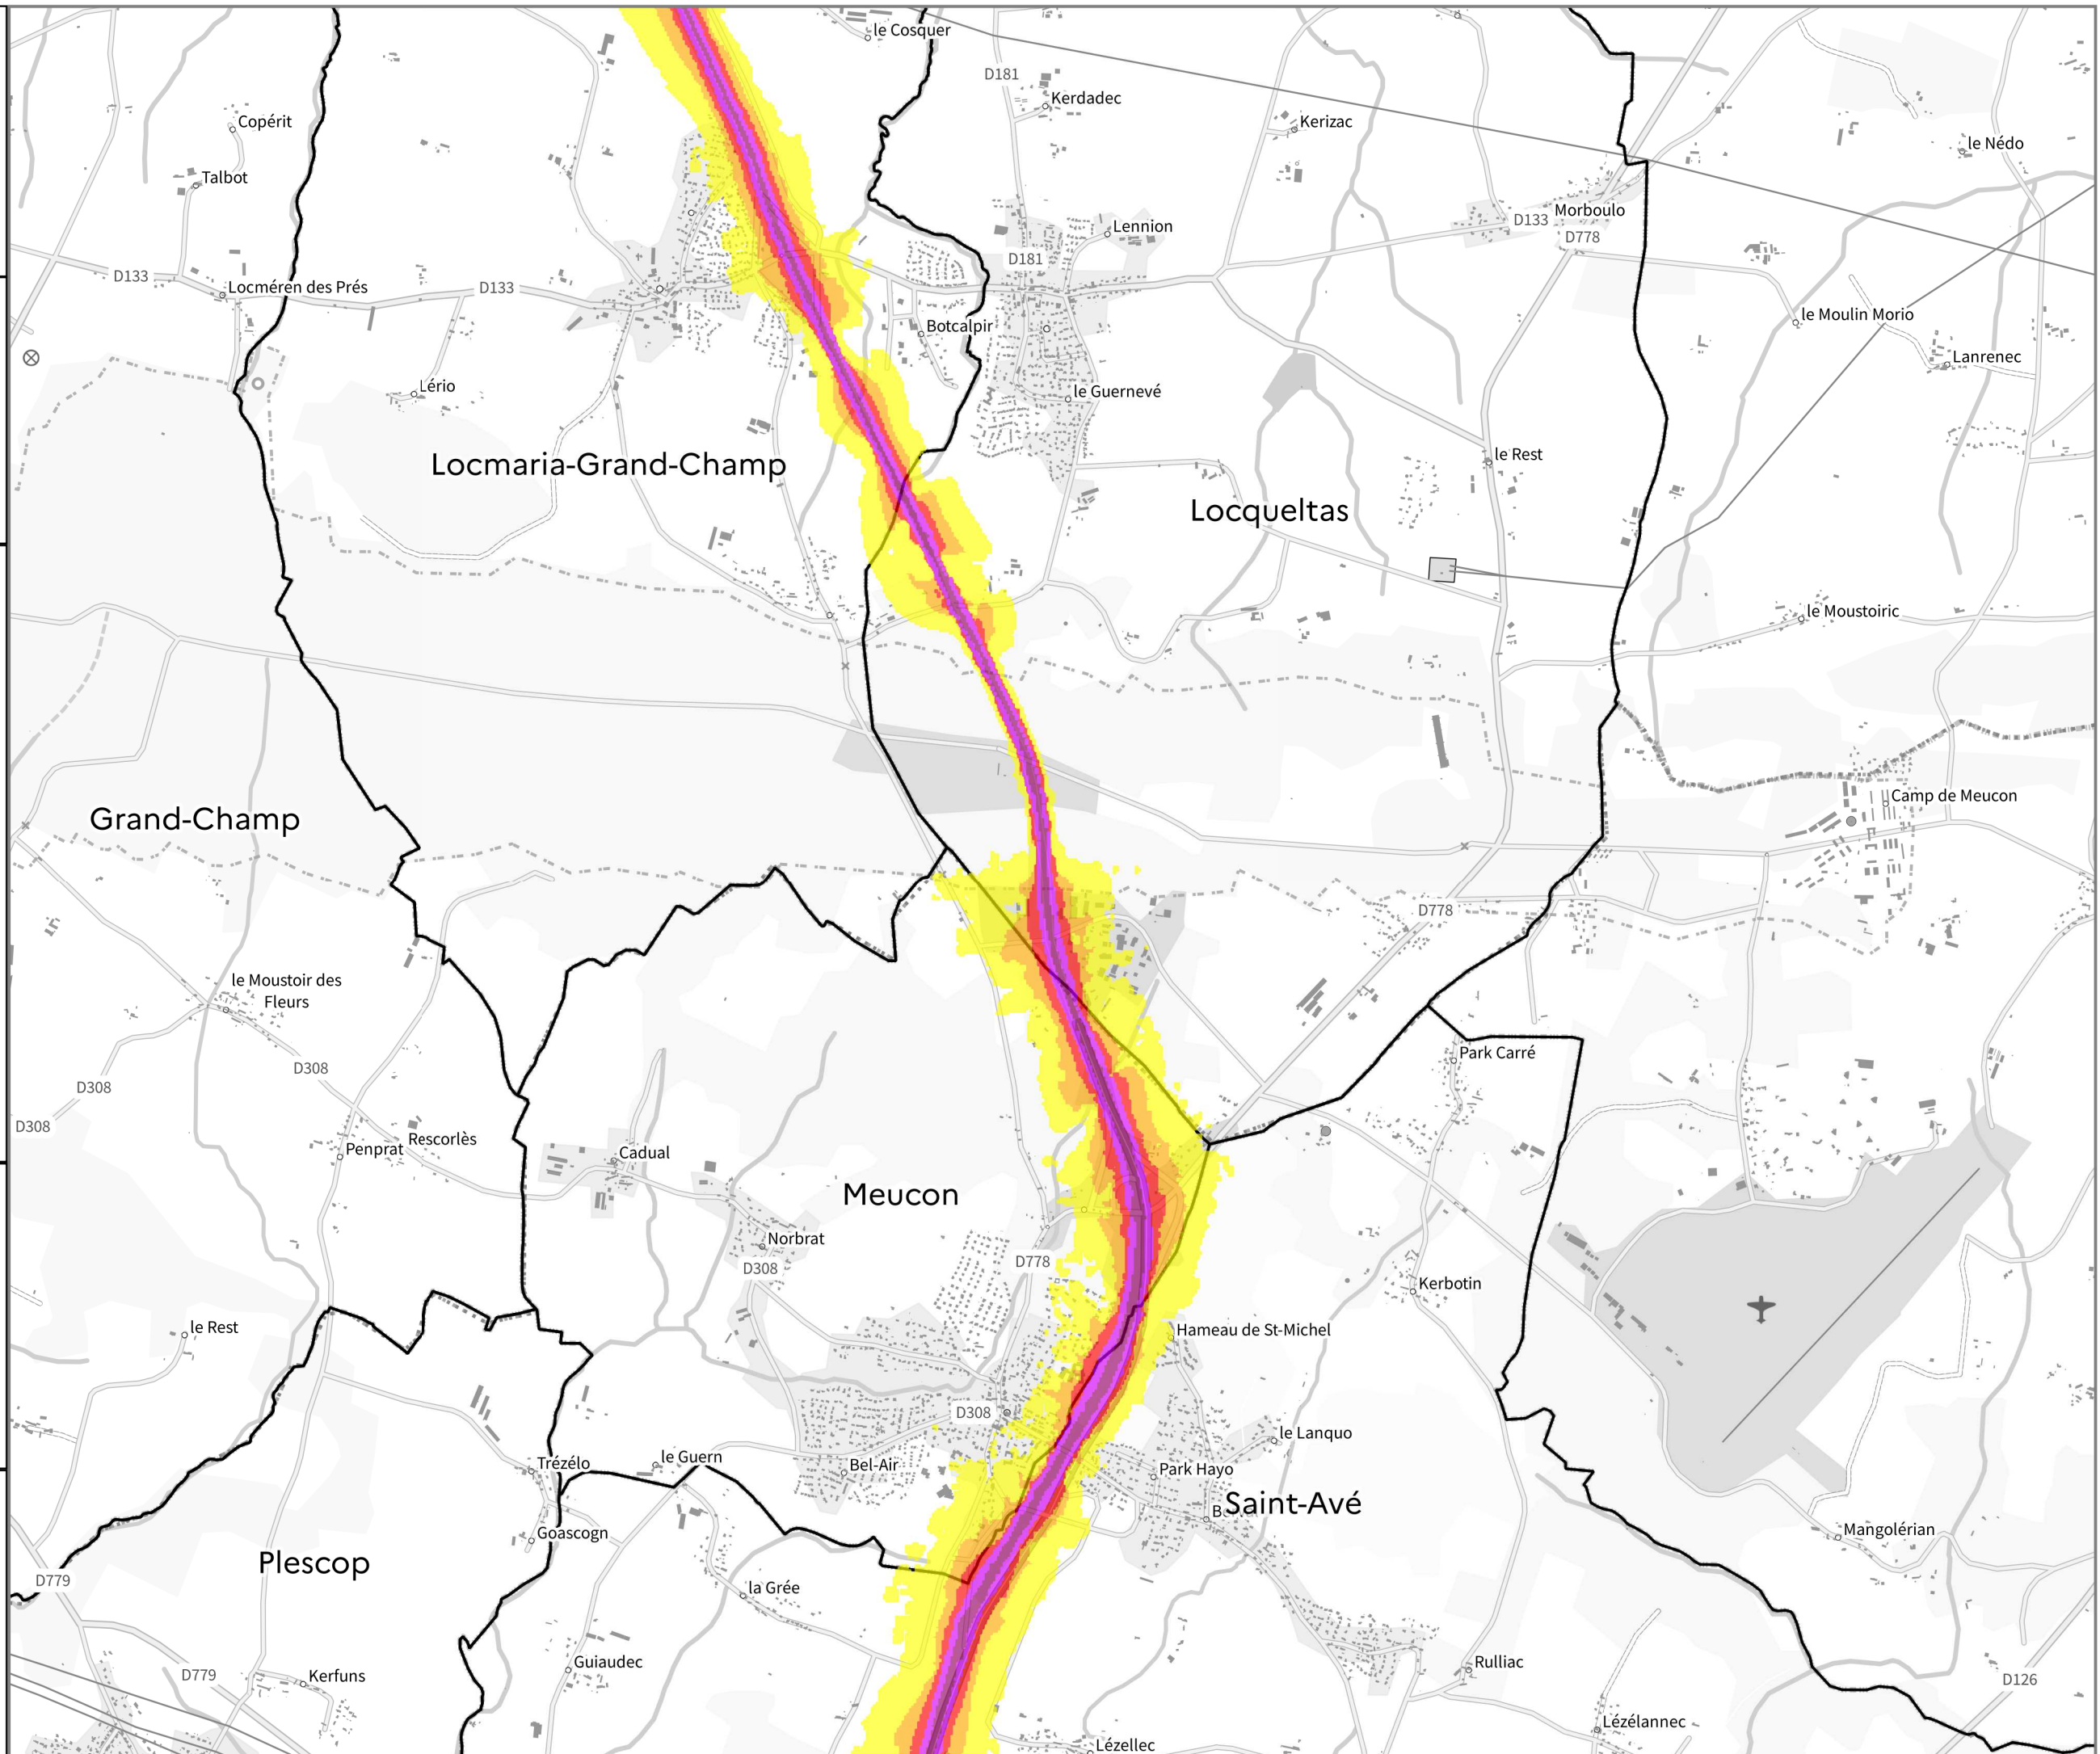 le Cosquer
D181
Kerdadec
Copérit
Kerizac
le Nédo
Talbot
D133
Morboulo
Lennion
D778
D181
D133
Locméren des Prés
D133
le Moulin Morio
Botcalpir
Lanrenec
Lério
le Guernevé
le Rest
Locmaria-Grand-Champ
Locqueltas
le Moustoiric
Camp de Meucon
Grand-Champ
D778
le Moustoir des
Fleurs
Park Carré
D308
D308
D308
Rescorlès
Penprat
Cadual
Meucon
Norbrat
D778
D308
Kerbotin
le Rest
Hameau de St-Michel
D308
le Lanquo
le Guern
Trézélo
Bel-Air
Park Hayo
B
Saint-Avé
Goascogn
Mangolérian
Plescop
D779
la Grée
Guiaudec
Rulliac
D779
Kerfuns
D126
Lézélannec
Lézellec